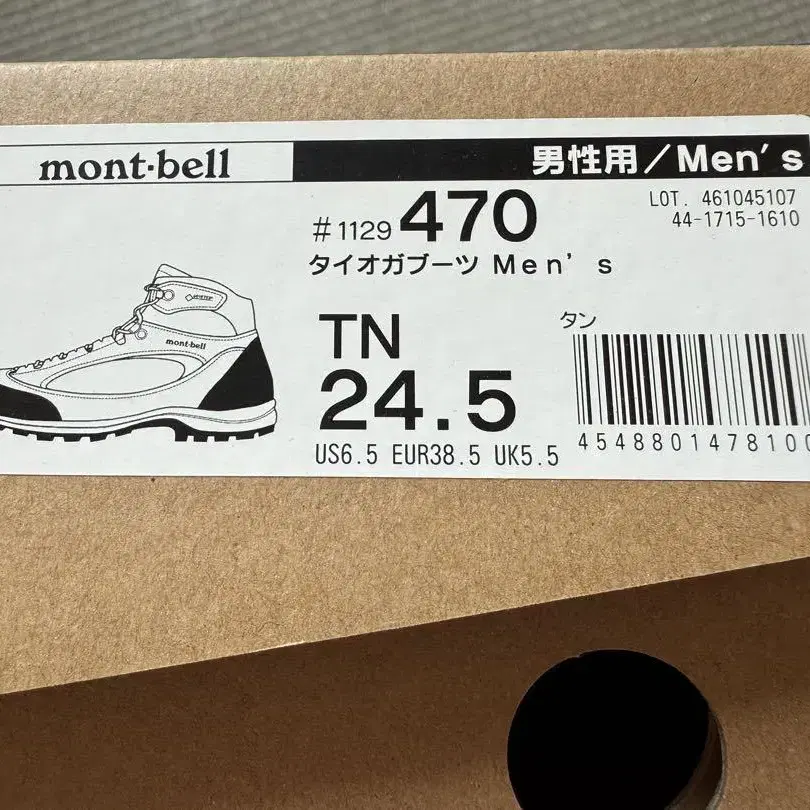 mont-bell
男性用/Men's
#1129 470
LOT. 461045107
44-1715-1610
タイオガブーツ Men's
mont-bell
TN
タン
24.5
US6.5 EUR38.5 UK5.5
454880147810